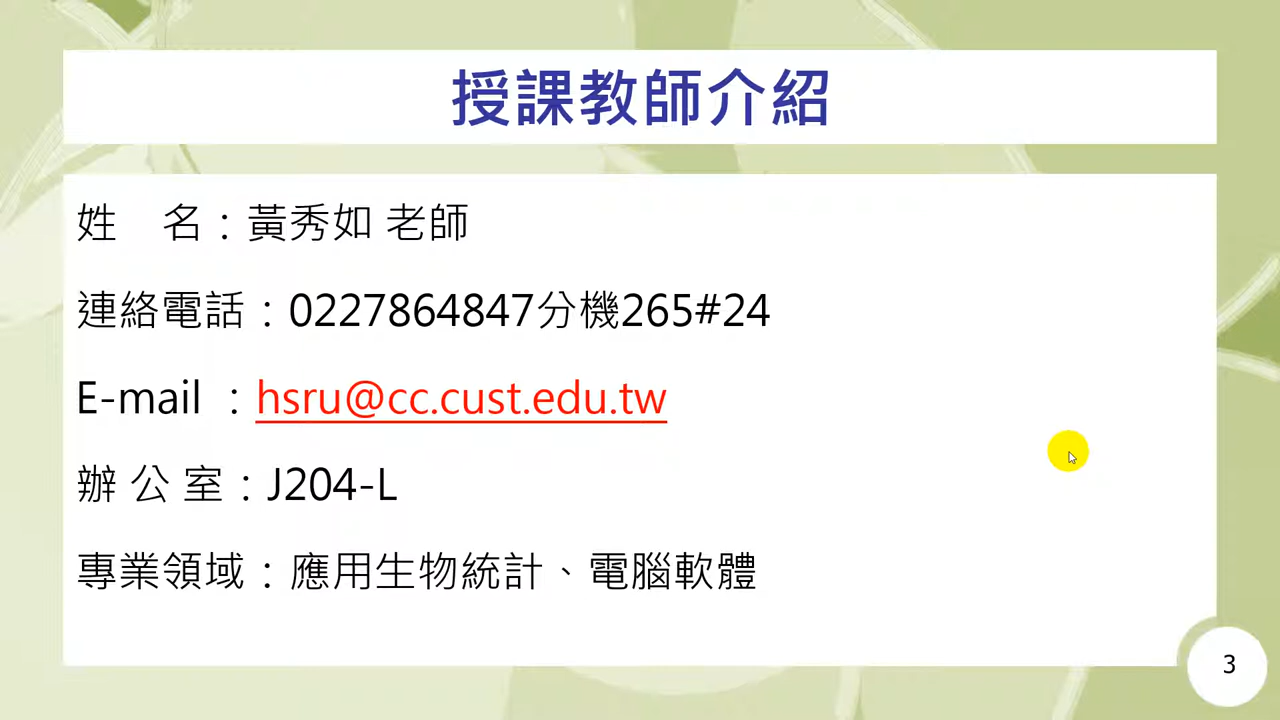 授課教師介紹
姓　名：黃秀如 老師
連絡電話：0227864847分機265#24
E-mail ：hsru@cc.cust.edu.tw
辦 公 室：J204-L
專業領域：應用生物統計、電腦軟體
3